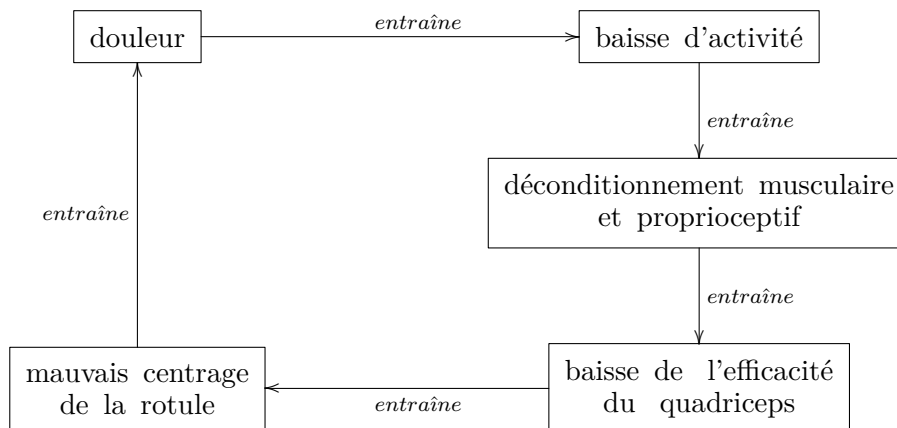 douleur
entraîne
baisse d'activité
entraîne
déconditionnement musculaire
et proprioceptif
entraîne
baisse de l'efficacité
du quadriceps
entraîne
mauvais centrage
de la rotule
entraîne